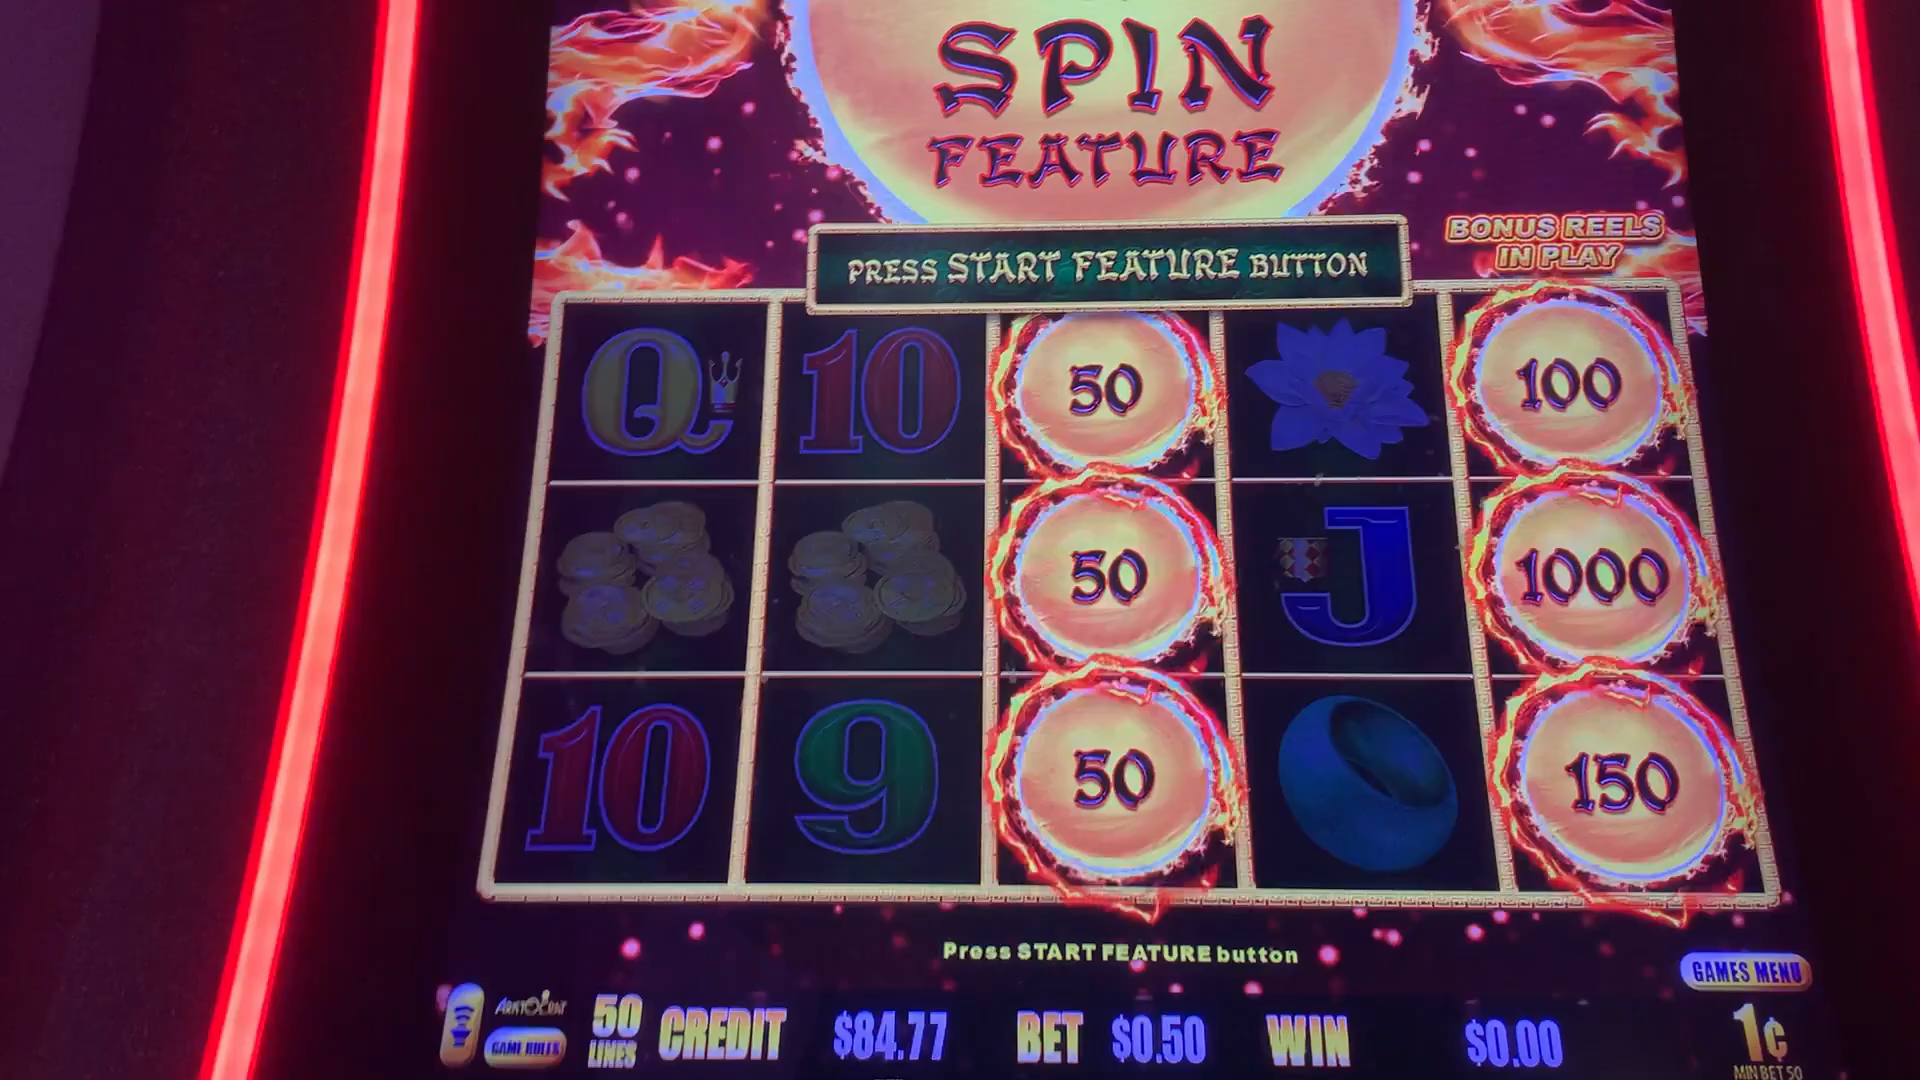 SPIN
FEATURE
PRESS START FEATURE BUTTON
BONUS REELS
IN PLAY
Q 10 50 100
50 J 1000
10 9 50 150
Press START FEATURE button
GAMES MENU
ARISTOCRAT
GAME RULES
50
LINES
CREDIT $84.77 BET $0.50 WIN $0.00
1¢
MIN BET 50